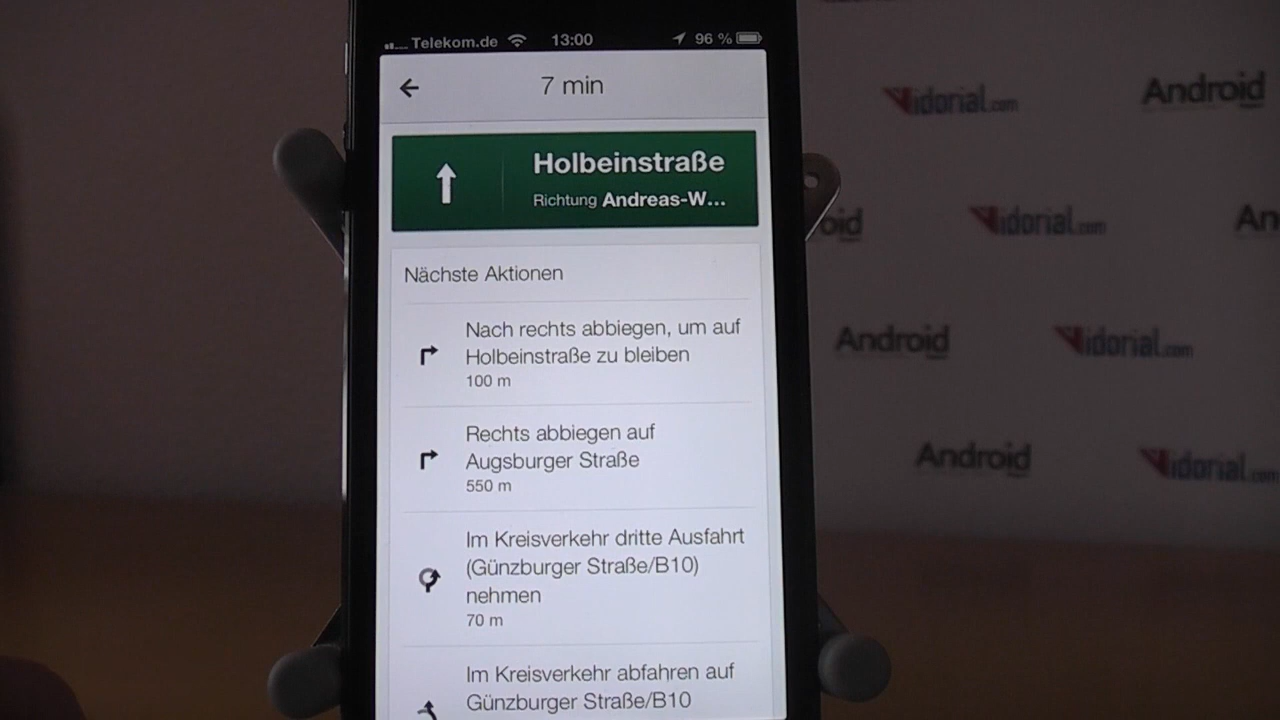 Telekom.de 13:00 96 %
7 min
Holbeinstraße
Richtung Andreas-W...
Nächste Aktionen
Nach rechts abbiegen, um auf
Holbeinstraße zu bleiben
100 m
Rechts abbiegen auf
Augsburger Straße
550 m
Im Kreisverkehr dritte Ausfahrt
(Günzburger Straße/B10)
nehmen
70 m
Im Kreisverkehr abfahren auf
Günzburger Straße/B10
Vidorial.com Android
oid Vidorial.com An
Android Vidorial.com
Android Vidorial.com